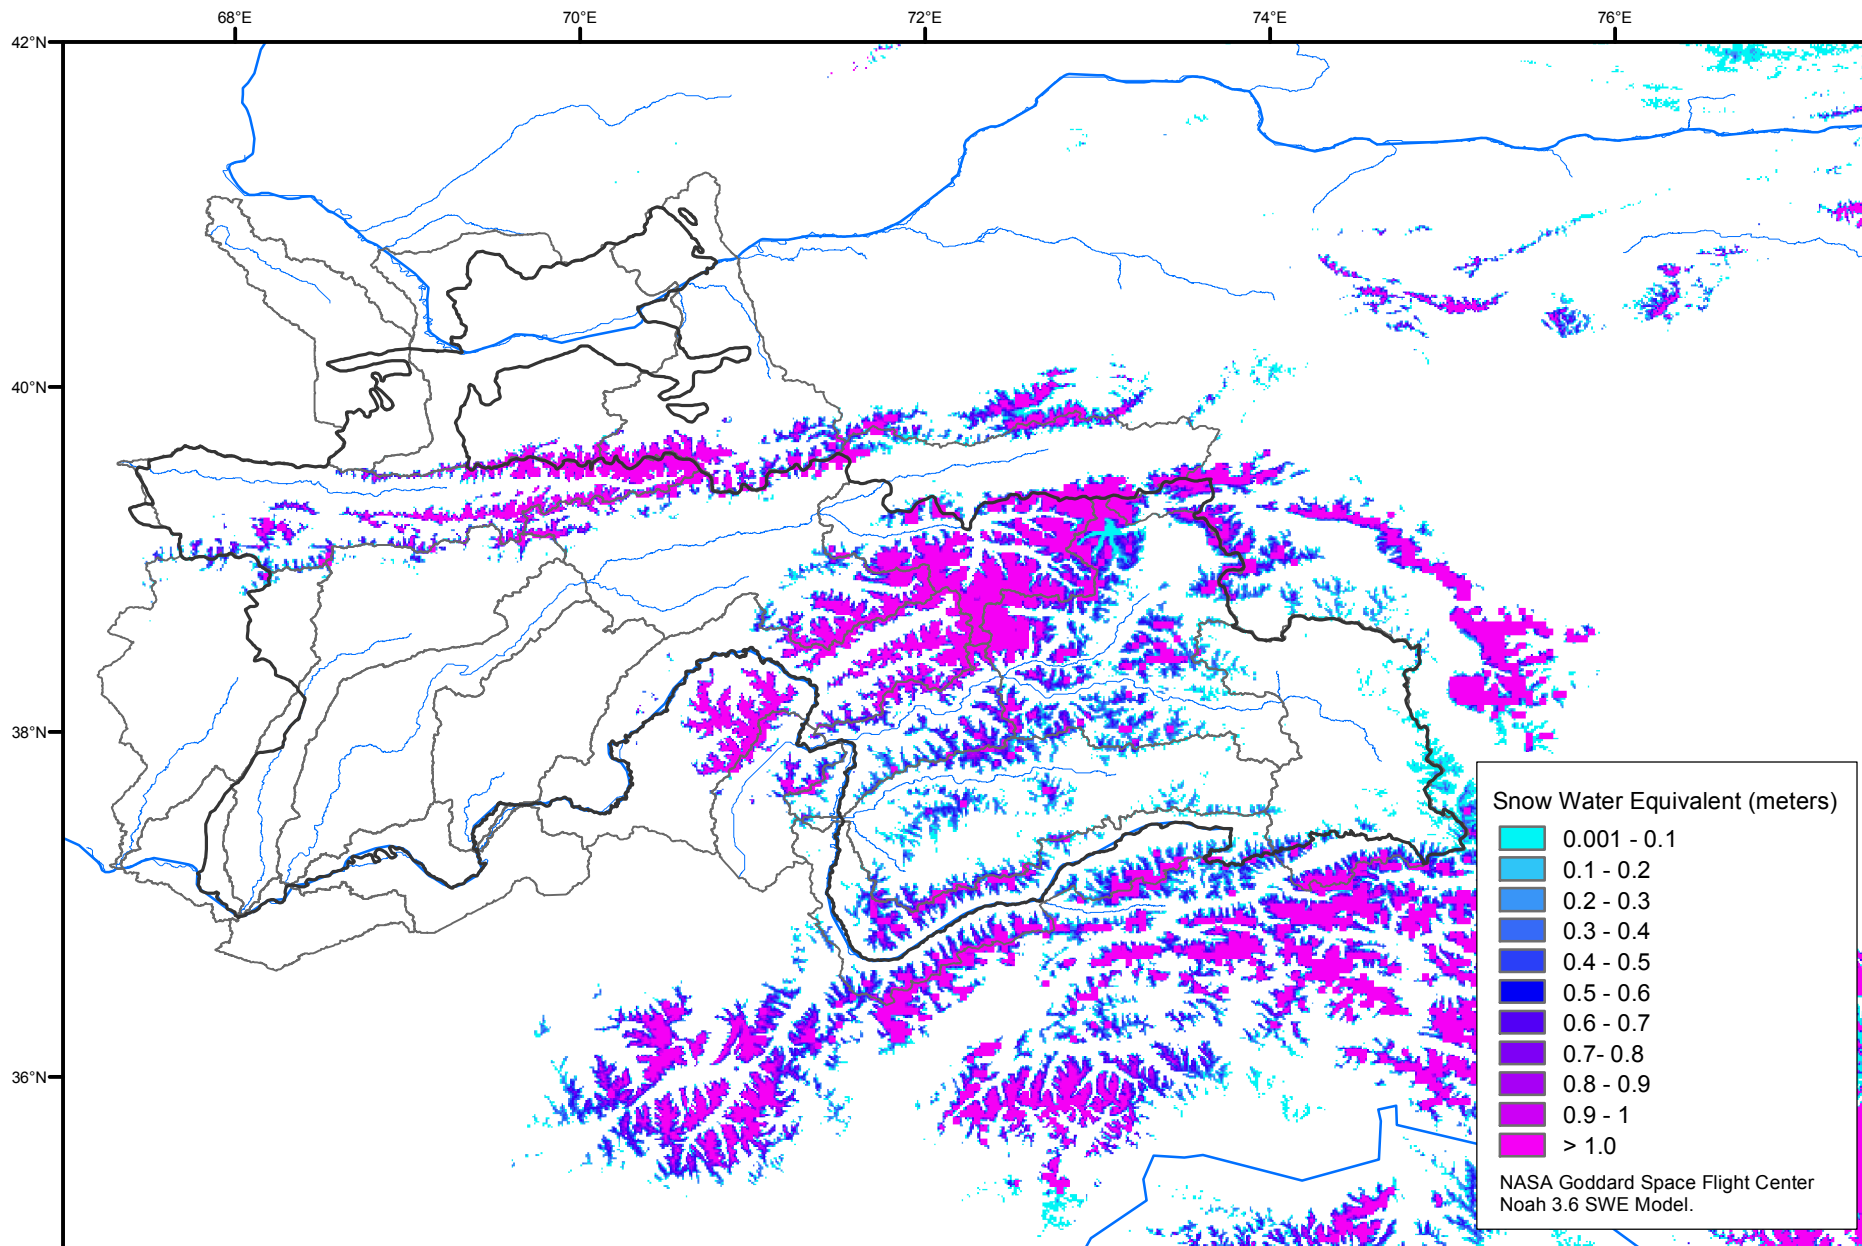 68°E 70°E 72°E 74°E 76°E
42°N
40°N
38°N
36°N
Snow Water Equivalent (meters)
0.001 - 0.1
0.1 - 0.2
0.2 - 0.3
0.3 - 0.4
0.4 - 0.5
0.5 - 0.6
0.6 - 0.7
0.7- 0.8
0.8 - 0.9
0.9 - 1
> 1.0
NASA Goddard Space Flight Center
Noah 3.6 SWE Model.